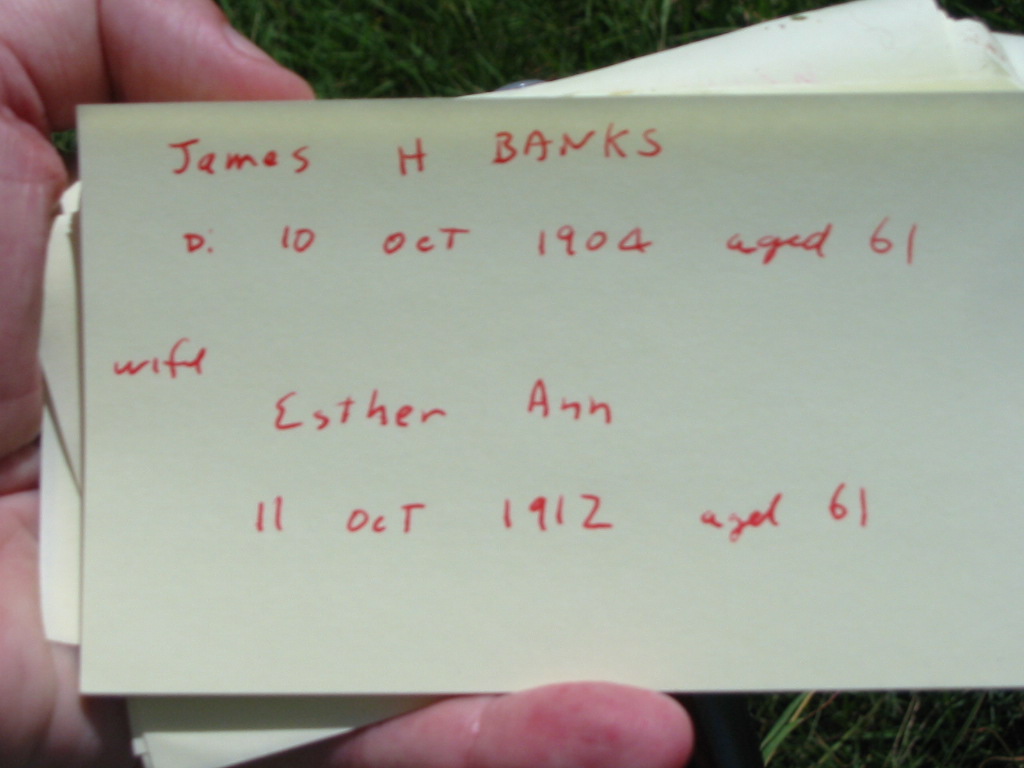 James H BANKS
D: 10 OCT 1904 aged 61
wife
Esther Ann
11 OCT 1912 aged 61